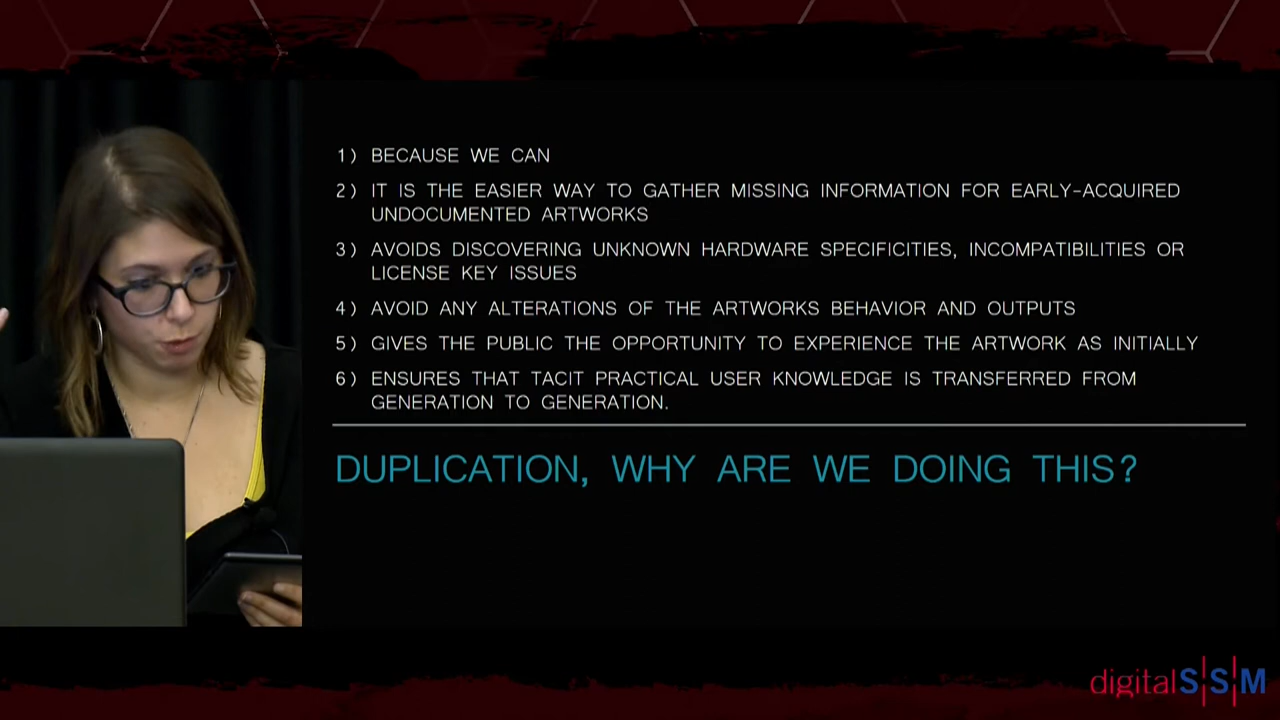 1) BECAUSE WE CAN
2) IT IS THE EASIER WAY TO GATHER MISSING INFORMATION FOR EARLY-ACQUIRED
UNDOCUMENTED ARTWORKS
3) AVOIDS DISCOVERING UNKNOWN HARDWARE SPECIFICITIES, INCOMPATIBILITIES OR
LICENSE KEY ISSUES
4) AVOID ANY ALTERATIONS OF THE ARTWORKS BEHAVIOR AND OUTPUTS
5) GIVES THE PUBLIC THE OPPORTUNITY TO EXPERIENCE THE ARTWORK AS INITIALLY
6) ENSURES THAT TACIT PRACTICAL USER KNOWLEDGE IS TRANSFERRED FROM
GENERATION TO GENERATION.
DUPLICATION, WHY ARE WE DOING THIS?
digitalS|S|M